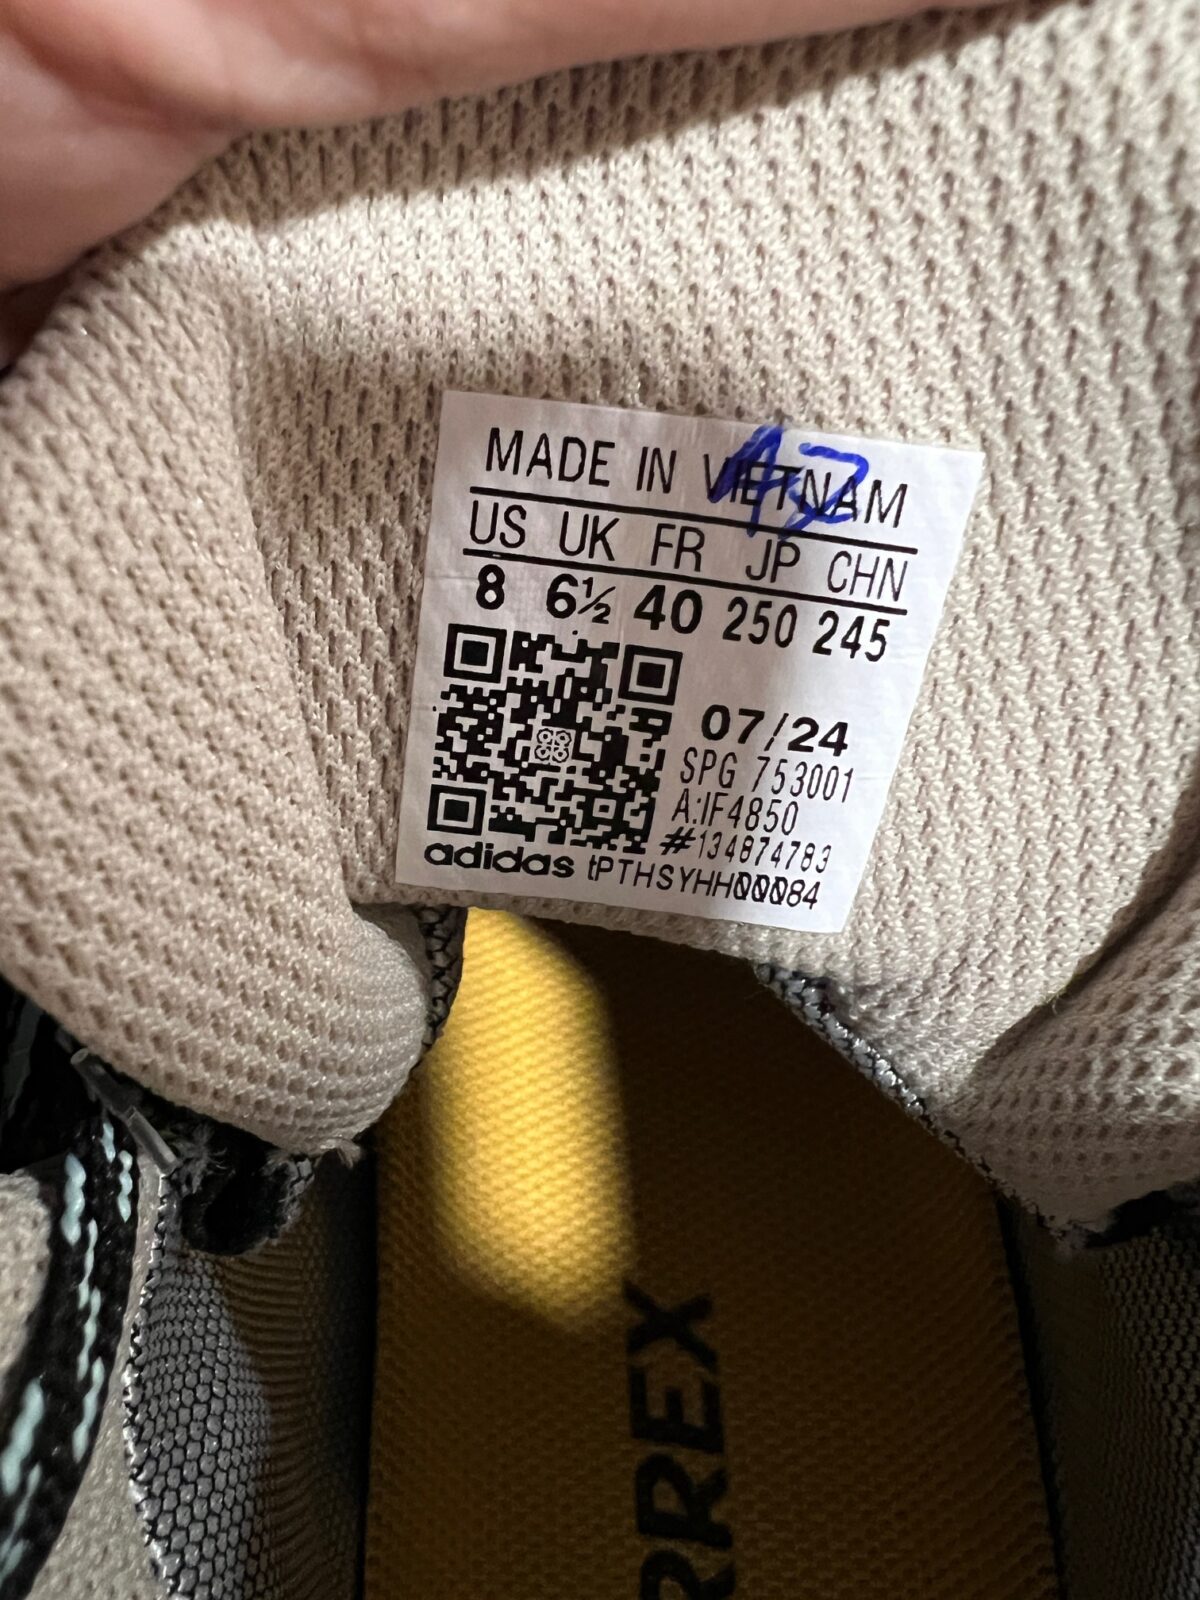 MADE IN VIETNAM
US UK FR JP CHN
8 6½ 40 250 245
07/24
SPG 753001
A:IF4850
#134874783
adidas tPTHSYHH00084
RREX